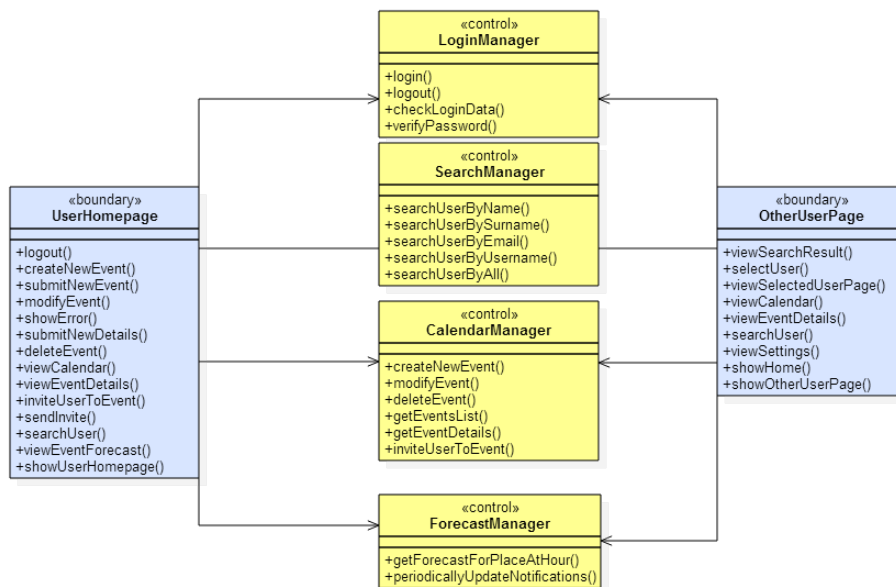 «control»
LoginManager
+login()
+logout()
+checkLoginData()
+verifyPassword()
«control»
SearchManager
+searchUserByName()
+searchUserBySurname()
+searchUserByEmail()
+searchUserByUsername()
+searchUserByAll()
«boundary»
UserHomepage
+logout()
+createNewEvent()
+submitNewEvent()
+modifyEvent()
+showError()
+submitNewDetails()
+deleteEvent()
+viewCalendar()
+viewEventDetails()
+inviteUserToEvent()
+sendInvite()
+searchUser()
+viewEventForecast()
+showUserHomepage()
«boundary»
OtherUserPage
+viewSearchResult()
+selectUser()
+viewSelectedUserPage()
+viewCalendar()
+viewEventDetails()
+searchUser()
+viewSettings()
+showHome()
+showOtherUserPage()
«control»
CalendarManager
+createNewEvent()
+modifyEvent()
+deleteEvent()
+getEventsList()
+getEventDetails()
+inviteUserToEvent()
«control»
ForecastManager
+getForecastForPlaceAtHour()
+periodicallyUpdateNotifications()